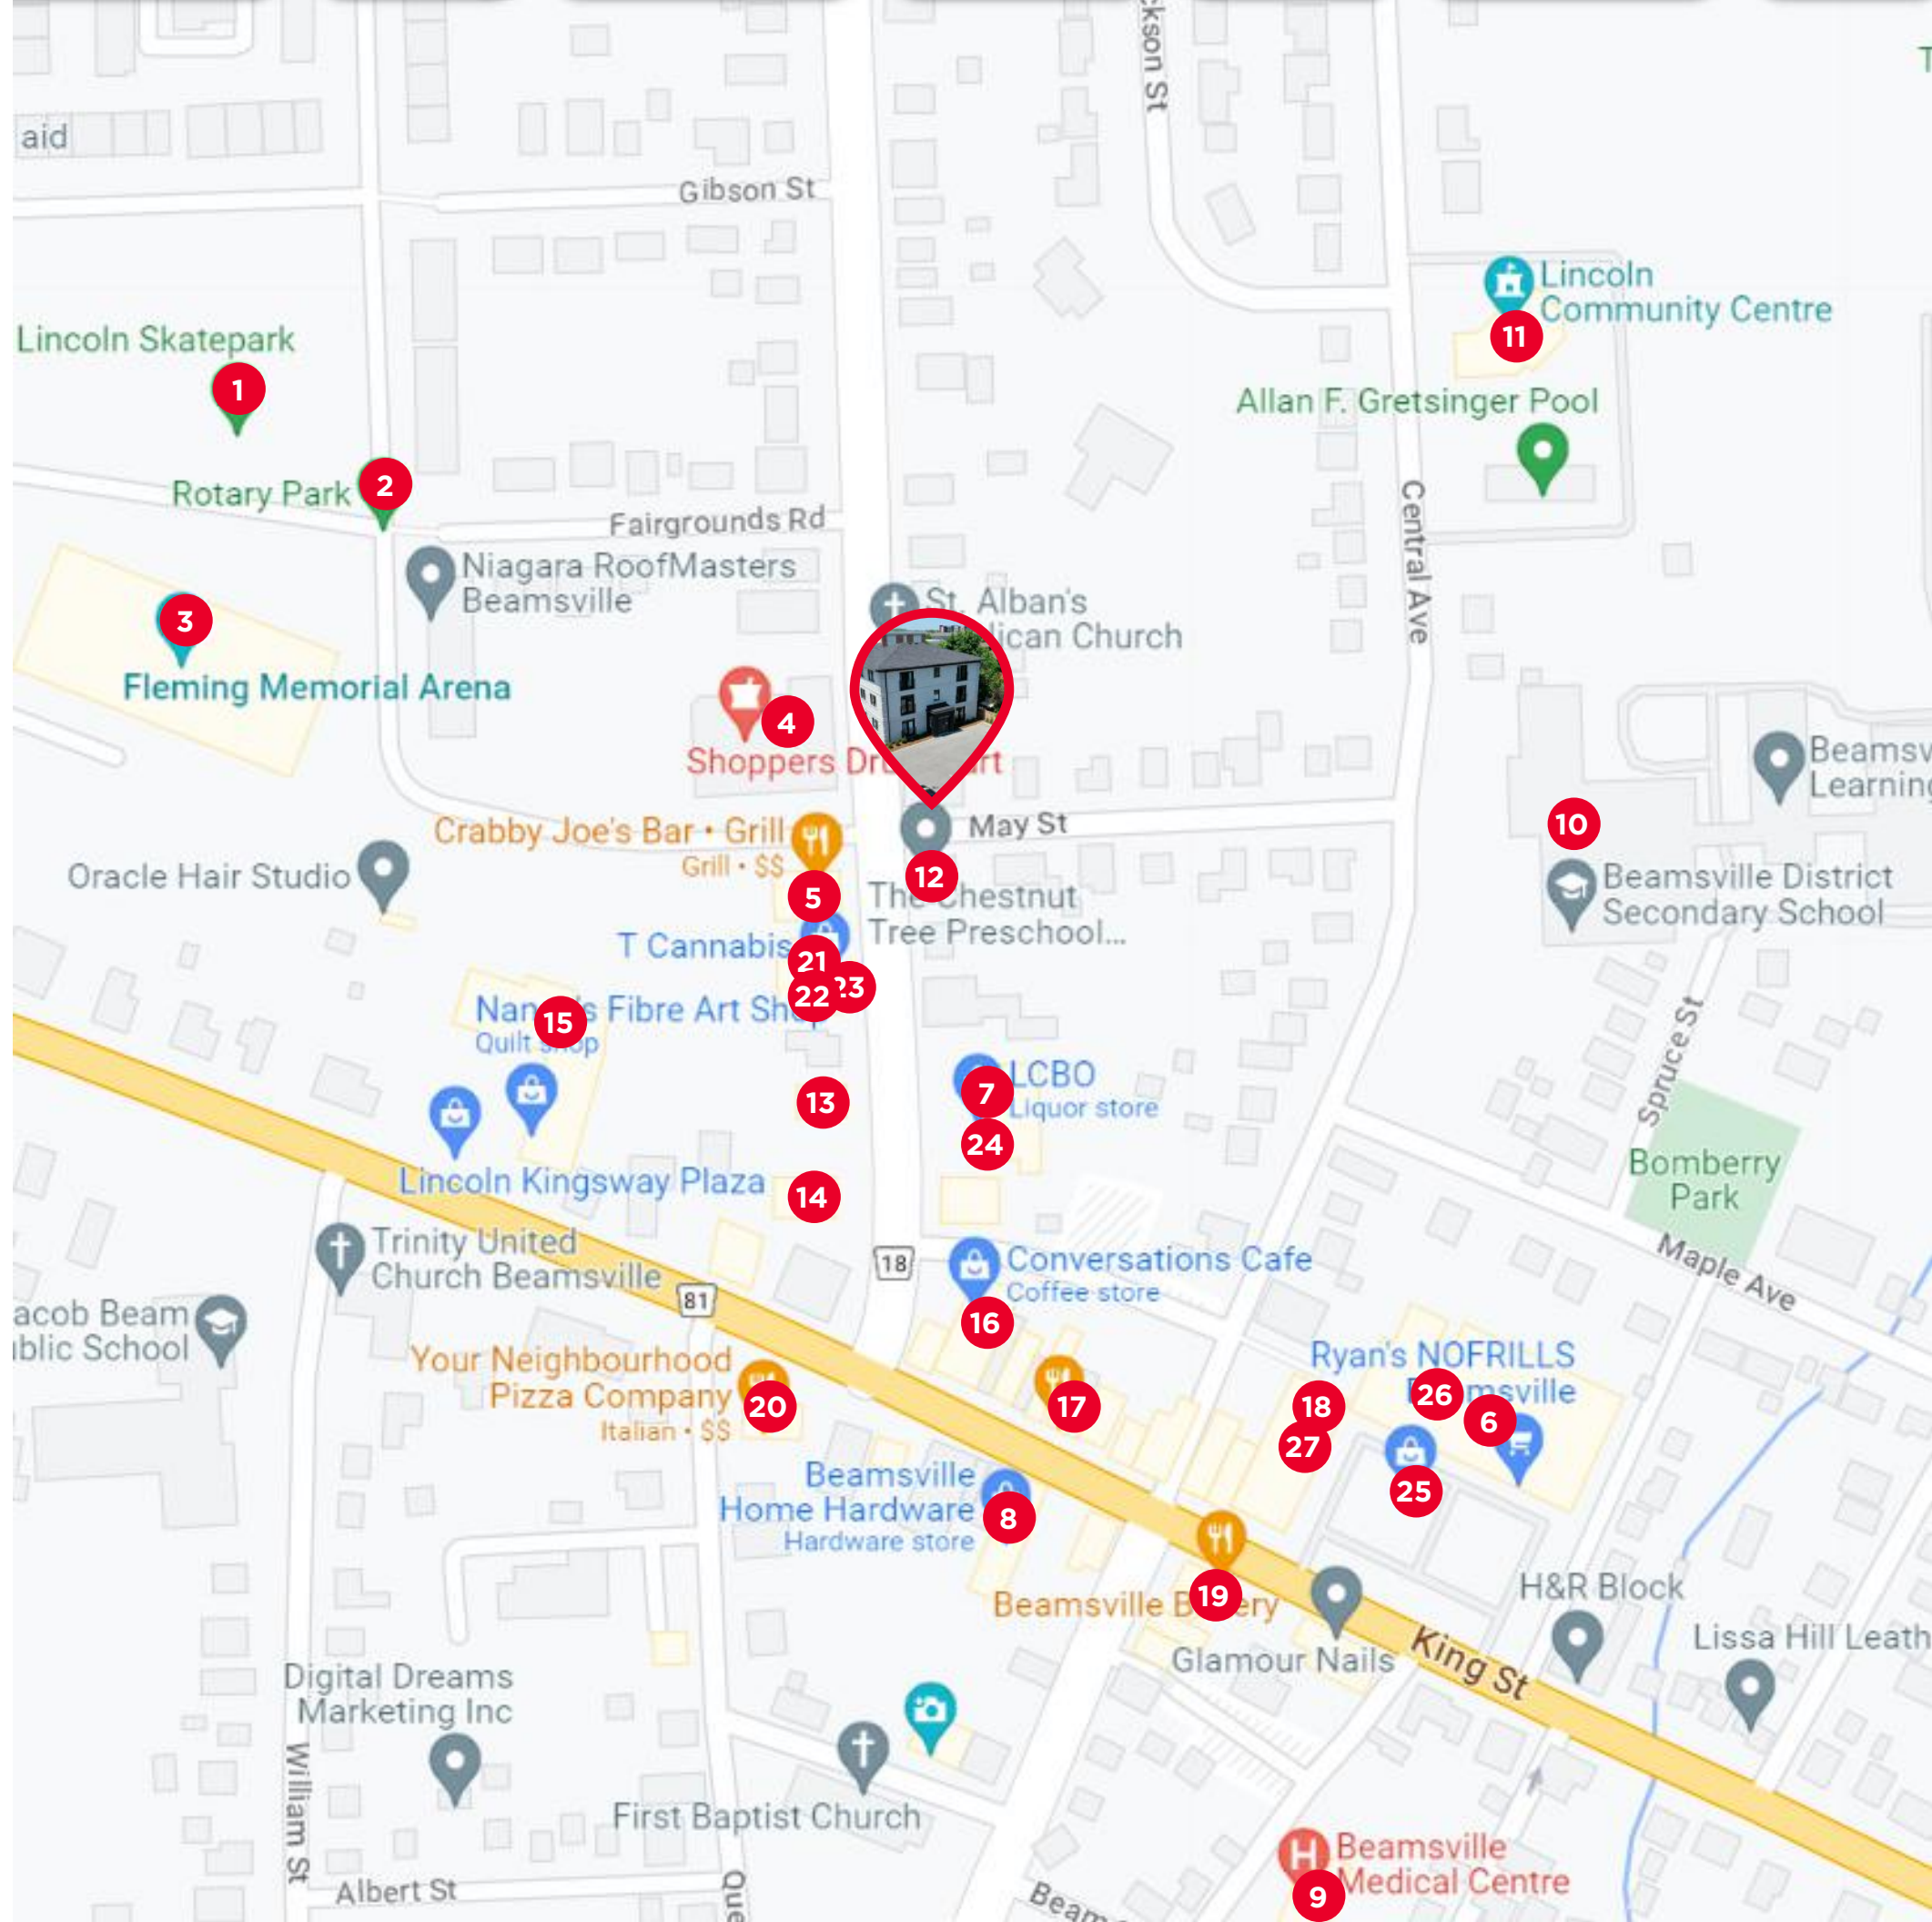 ckson St
aid
Gibson St
Lincoln
Community Centre
11
Lincoln Skatepark
1
Allan F. Gretsinger Pool
Rotary Park
2
Fairgrounds Rd
Central Ave
Niagara RoofMasters
Beamsville
St. Alban's
lican Church
3
Fleming Memorial Arena
4
Shoppers Dr art
Beamsv
Learning
Crabby Joe's Bar • Grill
Grill • $$
May St
10
Oracle Hair Studio
12
5
The Chestnut
Tree Preschool...
Beamsville District
Secondary School
T Cannabis
21
22
23
Nan s Fibre Art Sh p
15
Quilt s op
Spruce St
LCBO
Liquor store
7
13
24
Lincoln Kingsway Plaza
14
Bomberry
Park
Trinity United
Church Beamsville
18
Conversations Cafe
Coffee store
Maple Ave
81
16
acob Beam
blic School
Your Neighbourhood
Pizza Company
Italian • $$
20
17
Ryan's NOFRILLS
msville
26
18
6
27
25
Beamsville
Home Hardware
Hardware store
8
19
Beamsville B ery
H&R Block
Glamour Nails
King St
Lissa Hill Leath
Digital Dreams
Marketing Inc
William St
First Baptist Church
Beamsville
Medical Centre
H
9
Albert St
Que
Beam